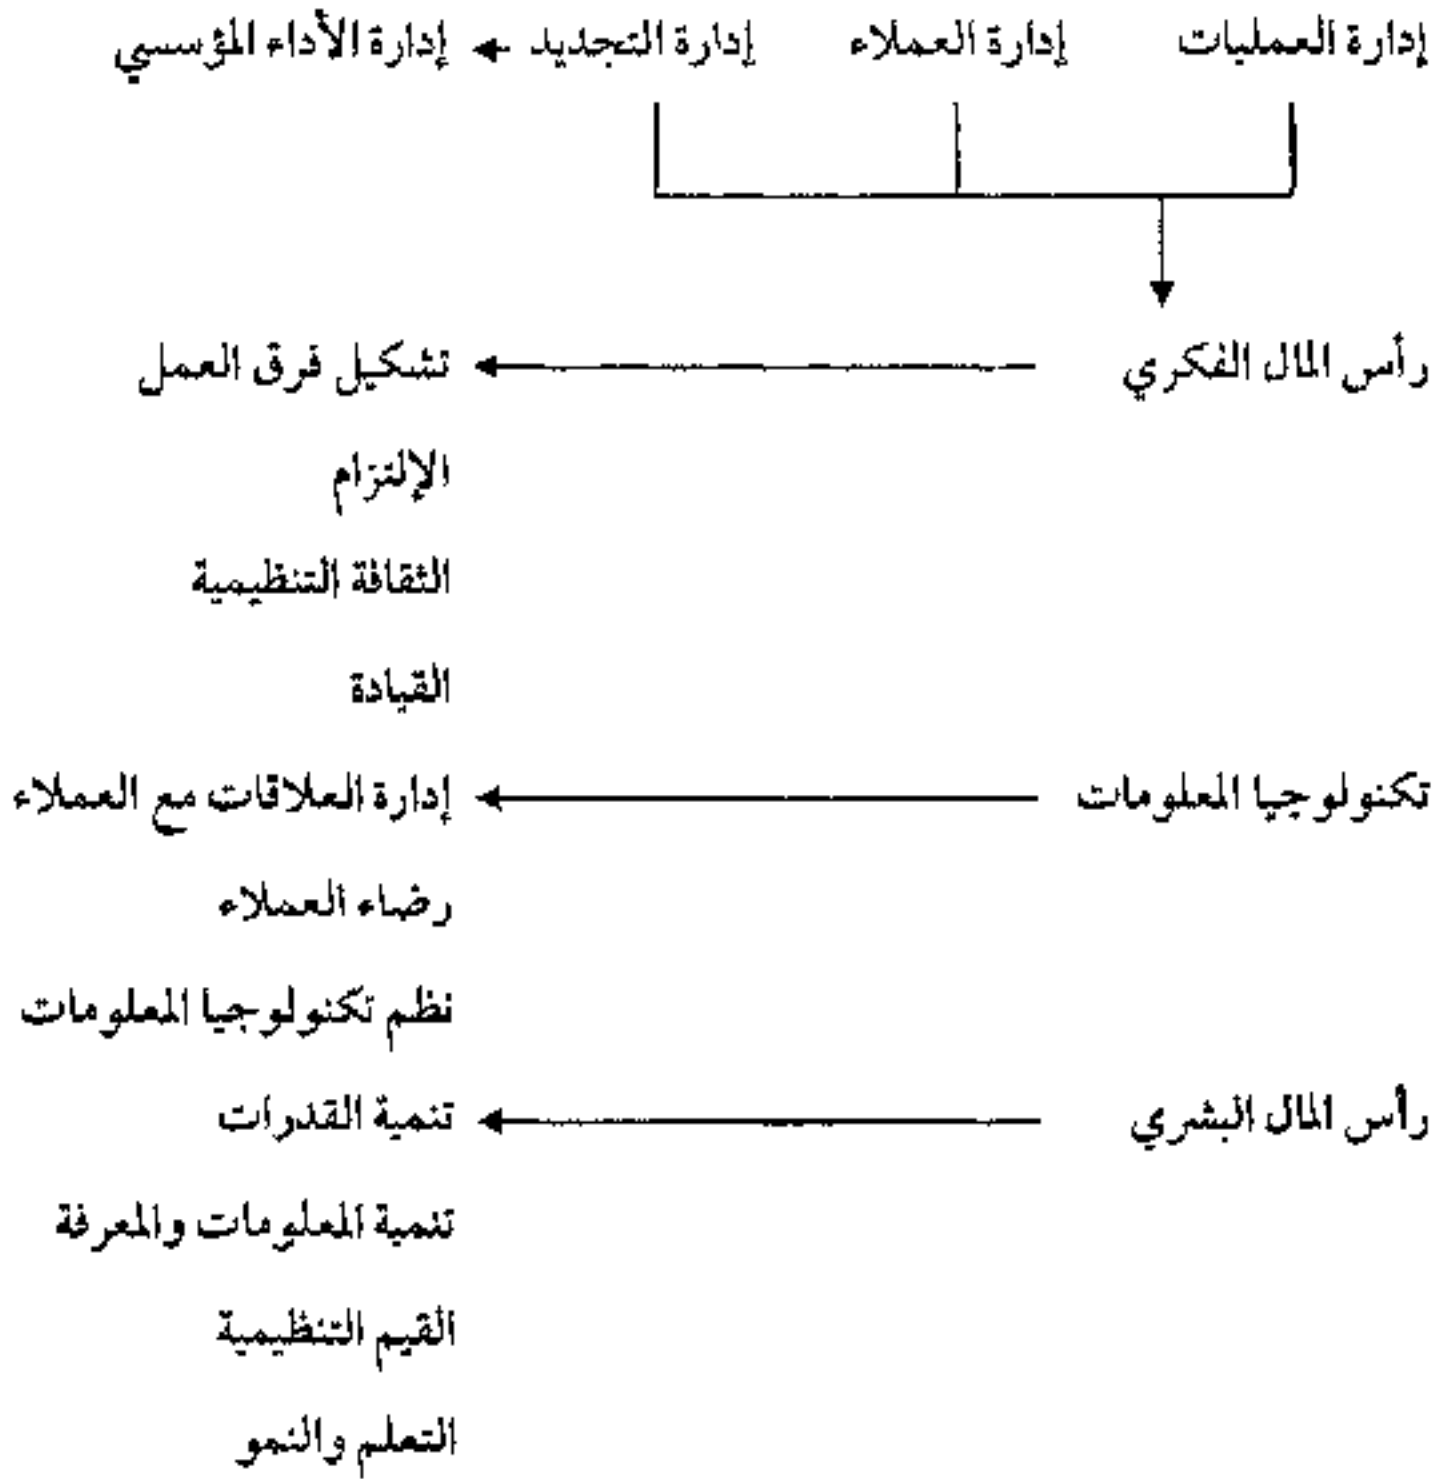 إدارة العمليات إدارة العملاء إدارة التجديد إدارة الأداء المؤسسي
رأس المال الفكري تشكيل فرق العمل
الإلتزام
الثقافة التنظيمية
القيادة
تكنولوجيا المعلومات إدارة العلاقات مع العملاء
رضاء العملاء
نظم تكنولوجيا المعلومات
رأس المال البشري تنمية القدرات
تنمية المعلومات والمعرفة
القيم التنظيمية
التعلم والنمو